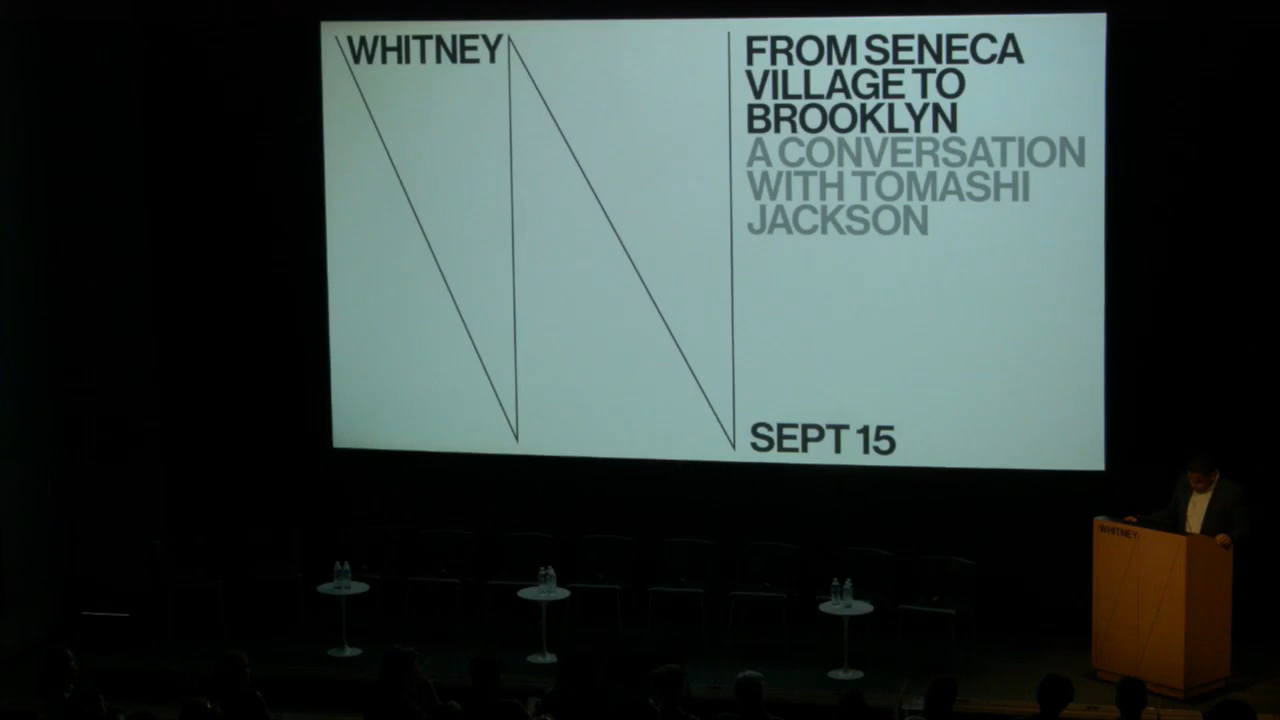 WHITNEY
FROM SENECA
VILLAGE TO
BROOKLYN
A CONVERSATION
WITH TOMASHI
JACKSON
SEPT 15
WHITNEY